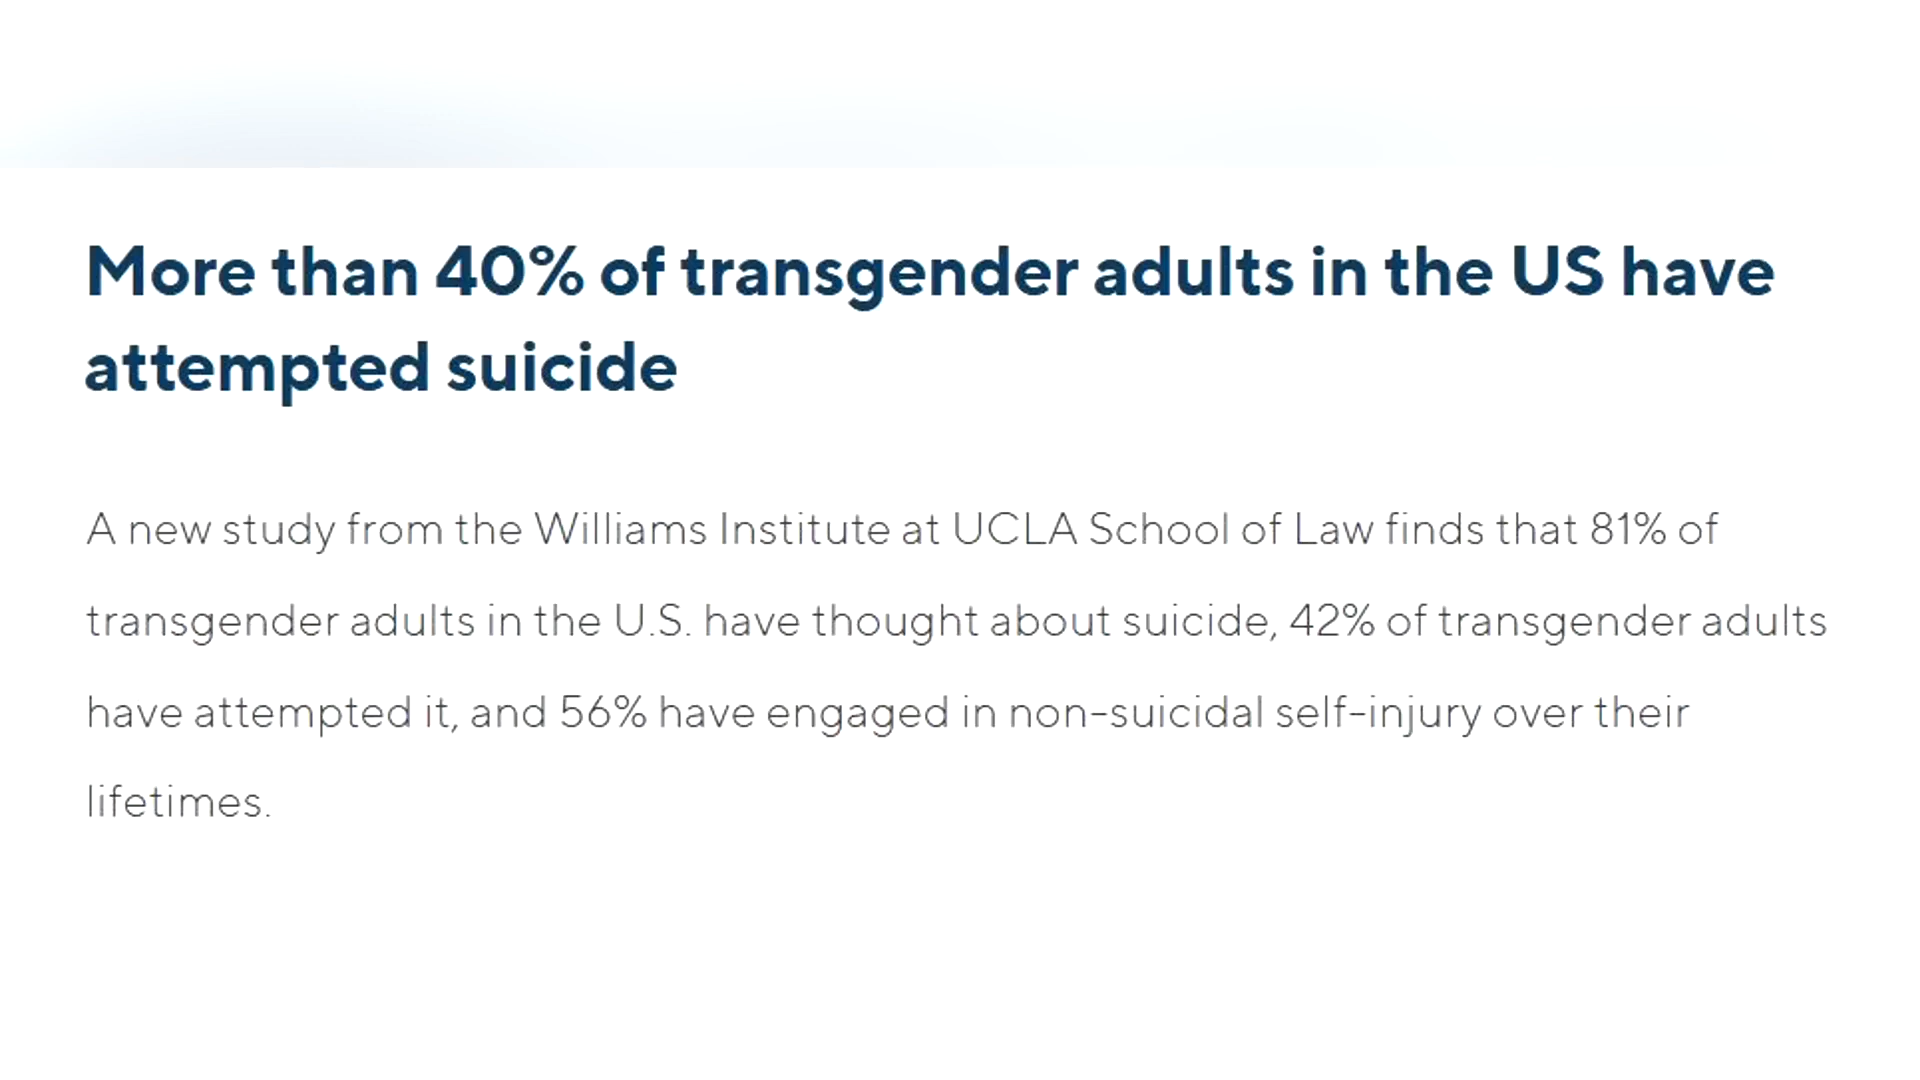 More than 40% of transgender adults in the US have
attempted suicide
A new study from the Williams Institute at UCLA School of Law finds that 81% of
transgender adults in the U.S. have thought about suicide, 42% of transgender adults
have attempted it, and 56% have engaged in non-suicidal self-injury over their
lifetimes.